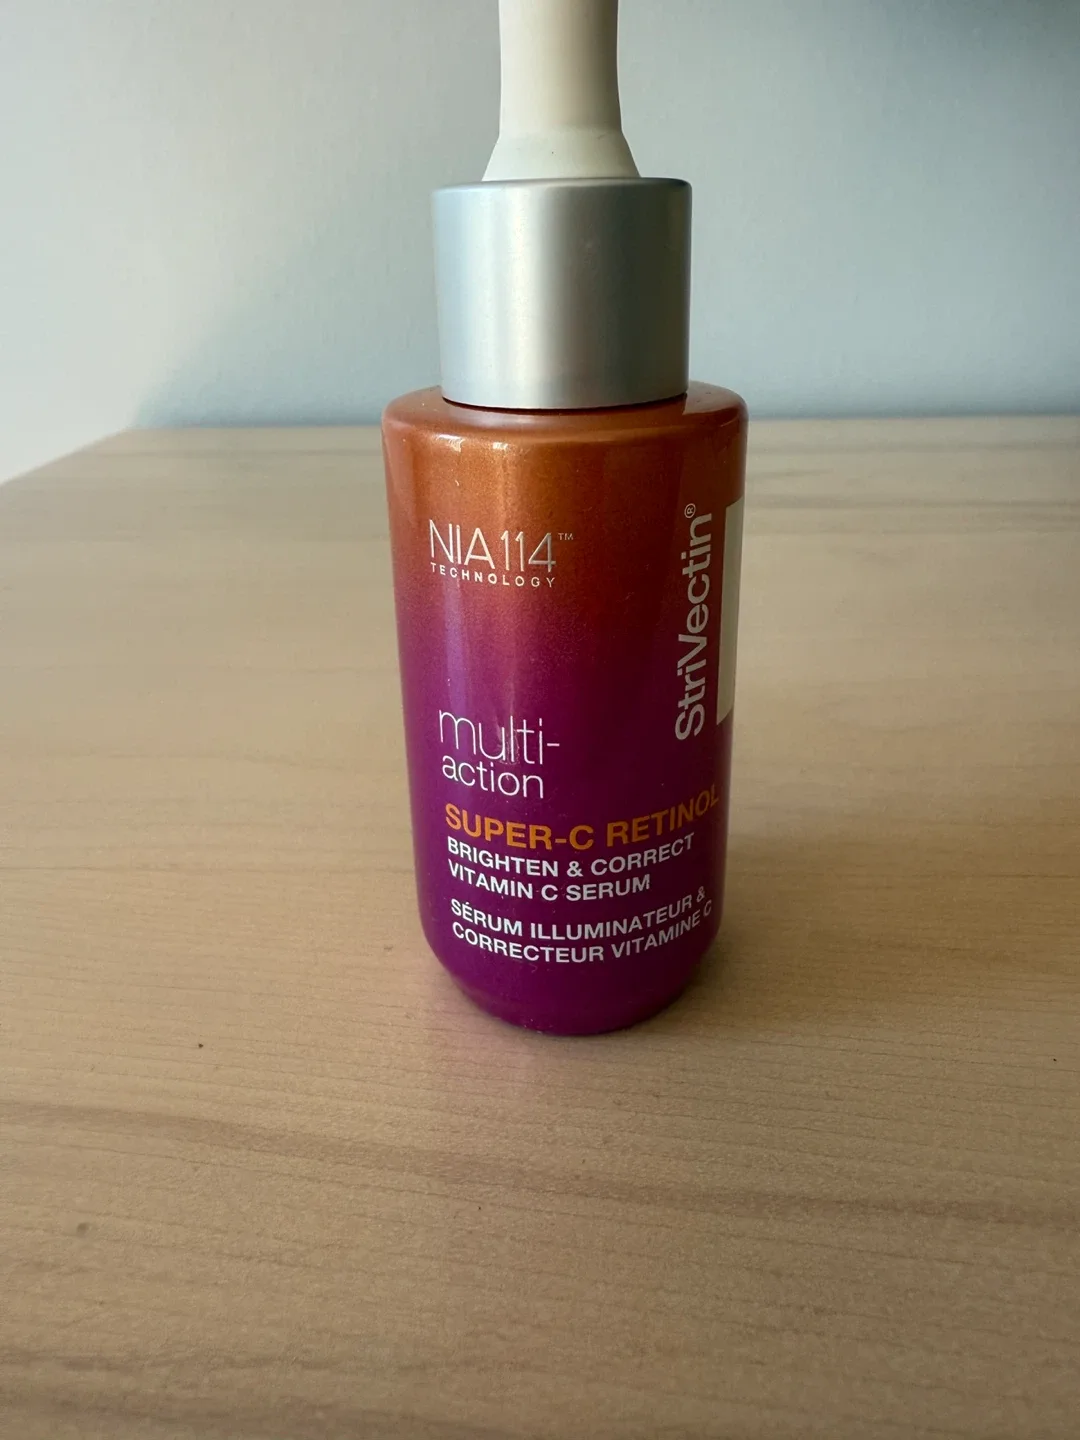 NIA114™
TECHNOLOGY
StriVectin®
multi-
action
SUPER-C RETINOL
BRIGHTEN & CORRECT
VITAMIN C SERUM
SÉRUM ILLUMINATEUR &
CORRECTEUR VITAMINE C